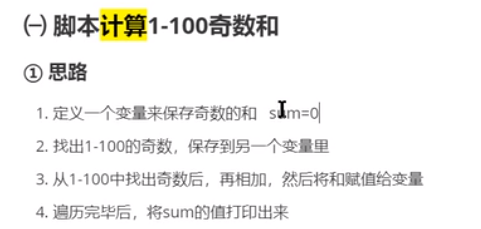 ㈠ 脚本计算1-100奇数和
① 思路
1. 定义一个变量来保存奇数的和 sum=0
2. 找出1-100的奇数，保存到另一个变量里
3. 从1-100中找出奇数后，再相加，然后将和赋值给变量
4. 遍历完毕后，将sum的值打印出来